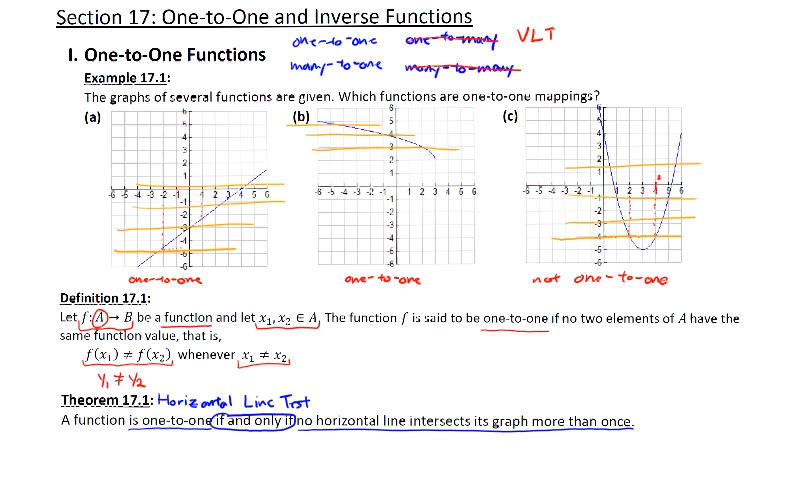 Section 17: One-to-One and Inverse Functions
one-to-one one-to-many VLT
I. One-to-One Functions
many-to-one many-to-many
Example 17.1:
The graphs of several functions are given. Which functions are one-to-one mappings?
(a) (b) (c)
one-to-one one-to-one not one-to-one
Definition 17.1:
Let f: A → B be a function and let x₁, x₂ ∈ A. The function f is said to be one-to-one if no two elements of A have the
same function value, that is,
f(x₁) ≠ f(x₂) whenever x₁ ≠ x₂
y₁ ≠ y₂
Theorem 17.1: Horizontal Line Test
A function is one-to-one if and only if no horizontal line intersects its graph more than once.